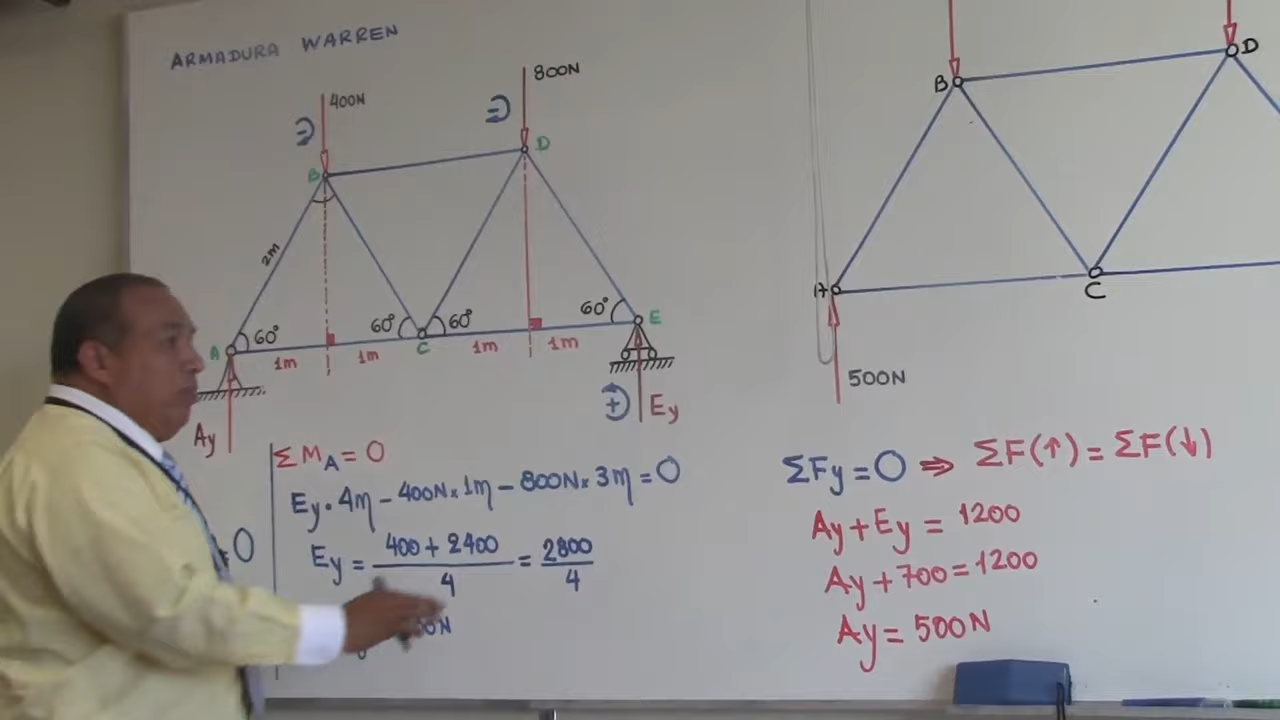 ARMADURA WARREN
400N
800N
B
D
2m
A
60°
60°
C
60°
60°
E
1m
1m
1m
1m
Ay
+
Ey
ΣMA = 0
Ey • 4m - 400N x 1m - 800N x 3m = 0
Ey = 400 + 2400 / 4 = 2800 / 4
0
B
D
A
C
500N
ΣFy = 0 ⇒ ΣF(↑) = ΣF(↓)
Ay + Ey = 1200
Ay + 700 = 1200
Ay = 500N